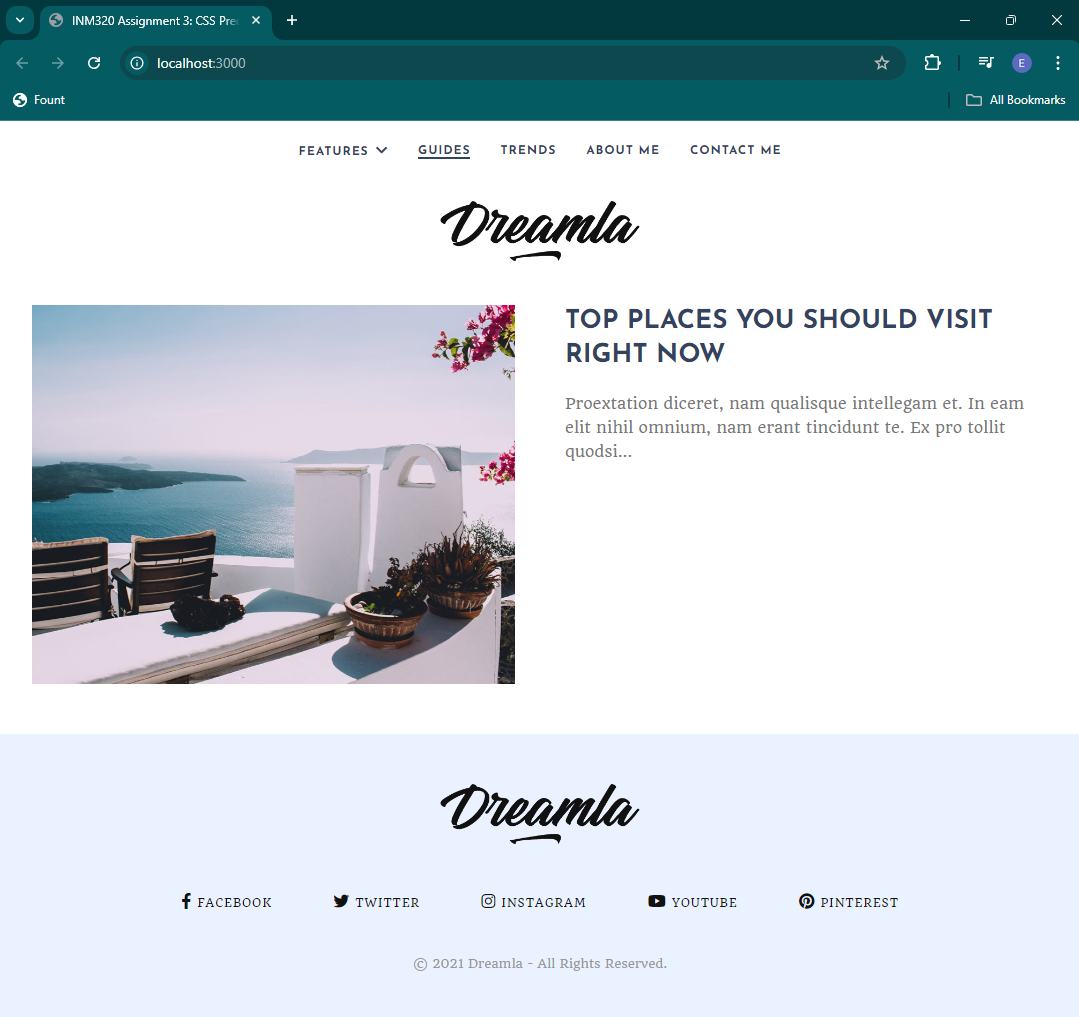 INM320 Assignment 3: CSS Pre
localhost:3000
E
Fount
All Bookmarks
FEATURES GUIDES TRENDS ABOUT ME CONTACT ME
Dreamla
TOP PLACES YOU SHOULD VISIT
RIGHT NOW
Proextation diceret, nam qualisque intellegam et. In eam
elit nihil omnium, nam erant tincidunt te. Ex pro tollit
quodsi...
Dreamla
FACEBOOK TWITTER INSTAGRAM YOUTUBE PINTEREST
© 2021 Dreamla - All Rights Reserved.